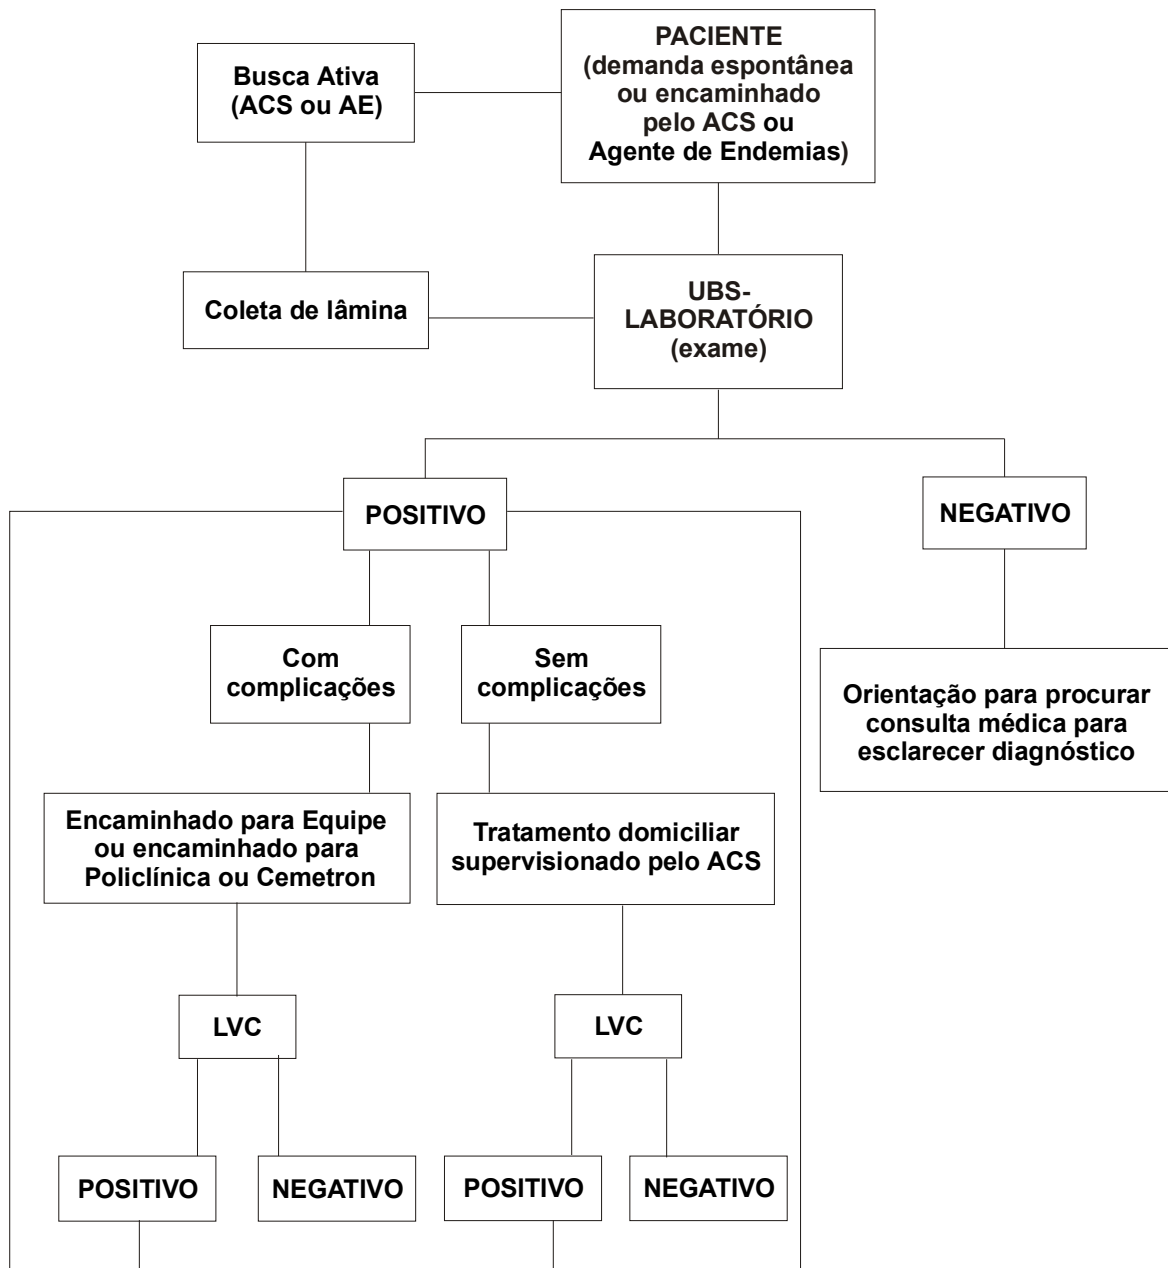 Busca Ativa
(ACS ou AE)
PACIENTE
(demanda espontânea
ou encaminhado
pelo ACS ou
Agente de Endemias)
Coleta de lâmina
UBS-
LABORATÓRIO
(exame)
POSITIVO
NEGATIVO
Com
complicações
Sem
complicações
Orientação para procurar
consulta médica para
esclarecer diagnóstico
Encaminhado para Equipe
ou encaminhado para
Policlínica ou Cemetron
Tratamento domiciliar
supervisionado pelo ACS
LVC
LVC
POSITIVO
NEGATIVO
POSITIVO
NEGATIVO